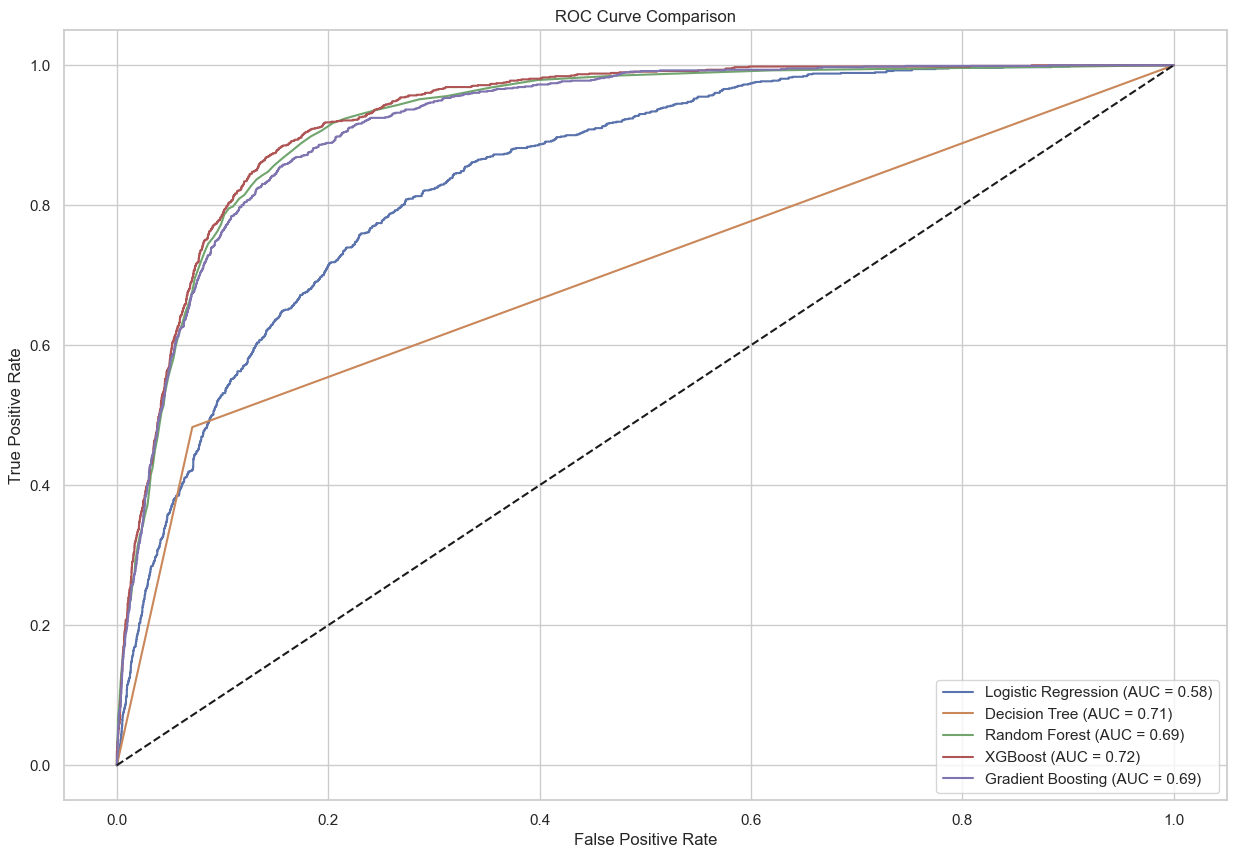 ROC Curve Comparison
1.0
0.8
0.6
0.4
0.2
0.0
True Positive Rate
Logistic Regression (AUC = 0.58)
Decision Tree (AUC = 0.71)
Random Forest (AUC = 0.69)
XGBoost (AUC = 0.72)
Gradient Boosting (AUC = 0.69)
0.0 0.2 0.4 0.6 0.8 1.0
False Positive Rate